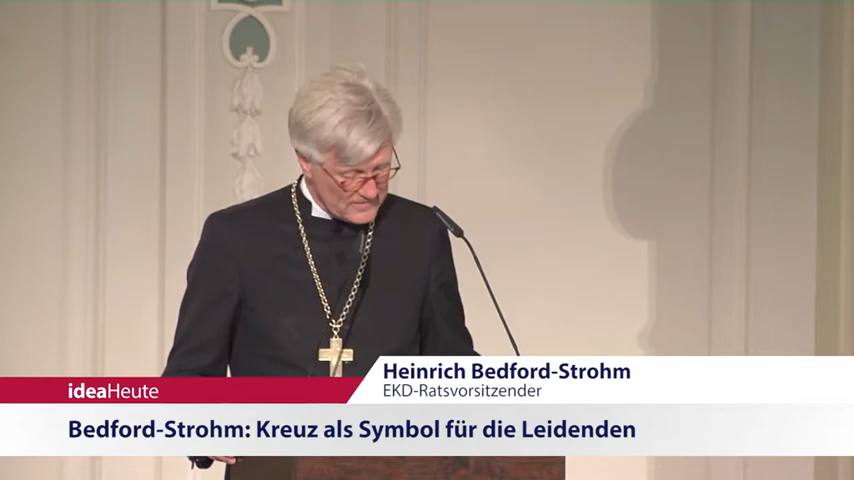 Heinrich Bedford-Strohm
EKD-Ratsvorsitzender
ideaHeute
Bedford-Strohm: Kreuz als Symbol für die Leidenden